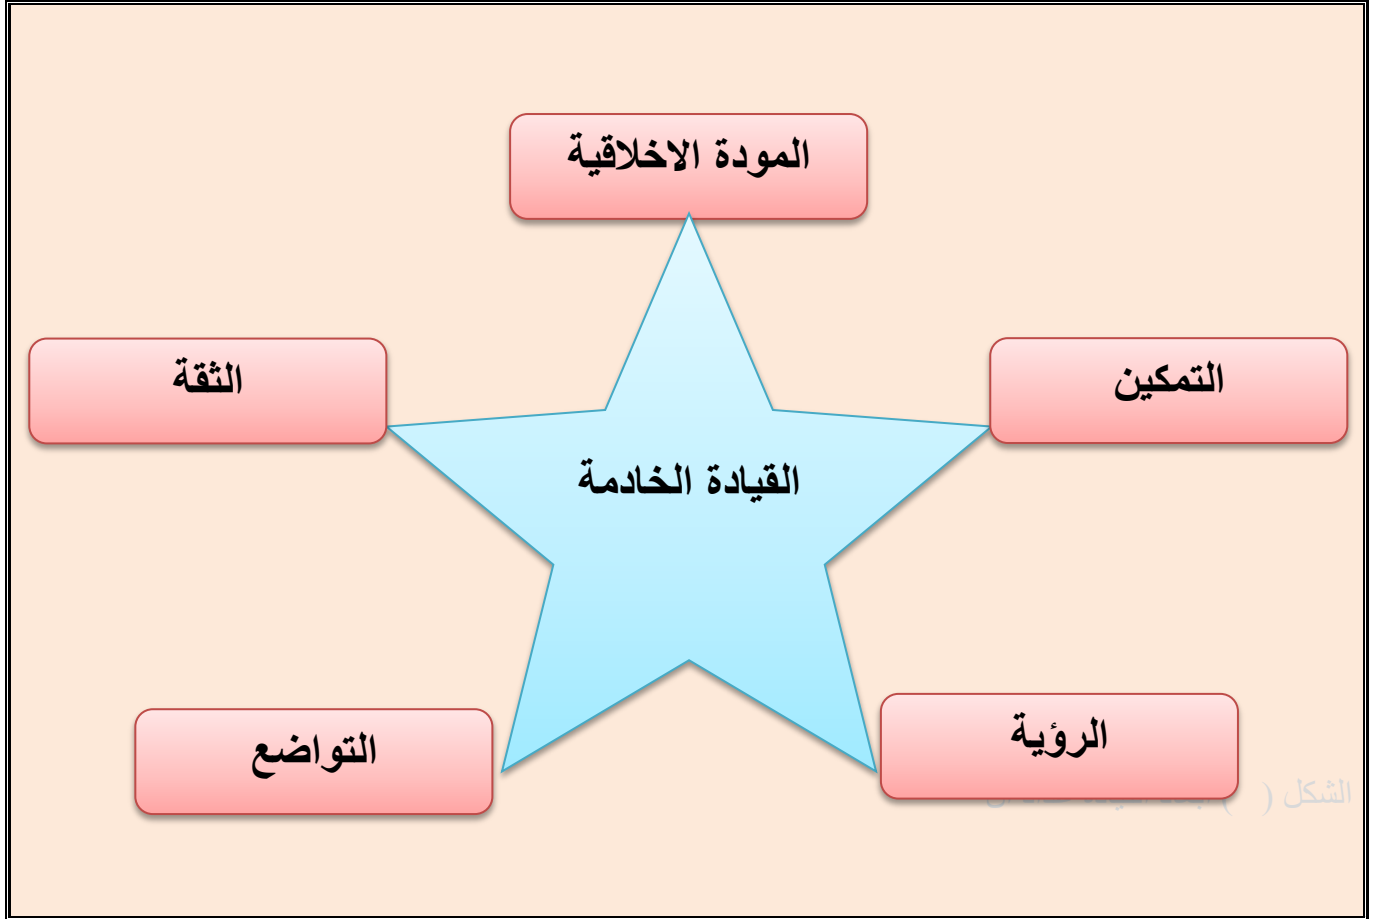 المودة الاخلاقية
التمكين
الثقة
القيادة الخادمة
الرؤية
التواضع
الشكل (   )